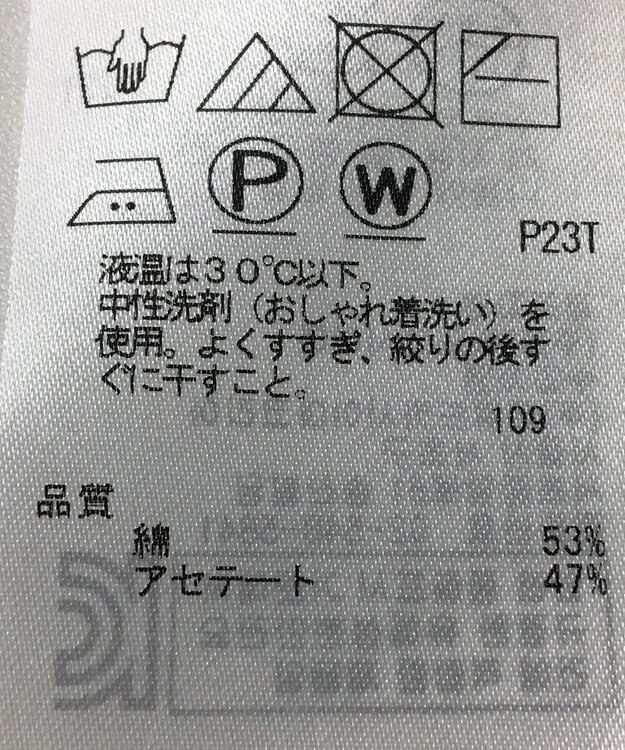 P
W
P23T
液温は30℃以下。
中性洗剤（おしゃれ着洗い）を
使用。よくすすぎ、絞りの後す
ぐに干すこと。
109
品質
綿 53%
アセテート 47%